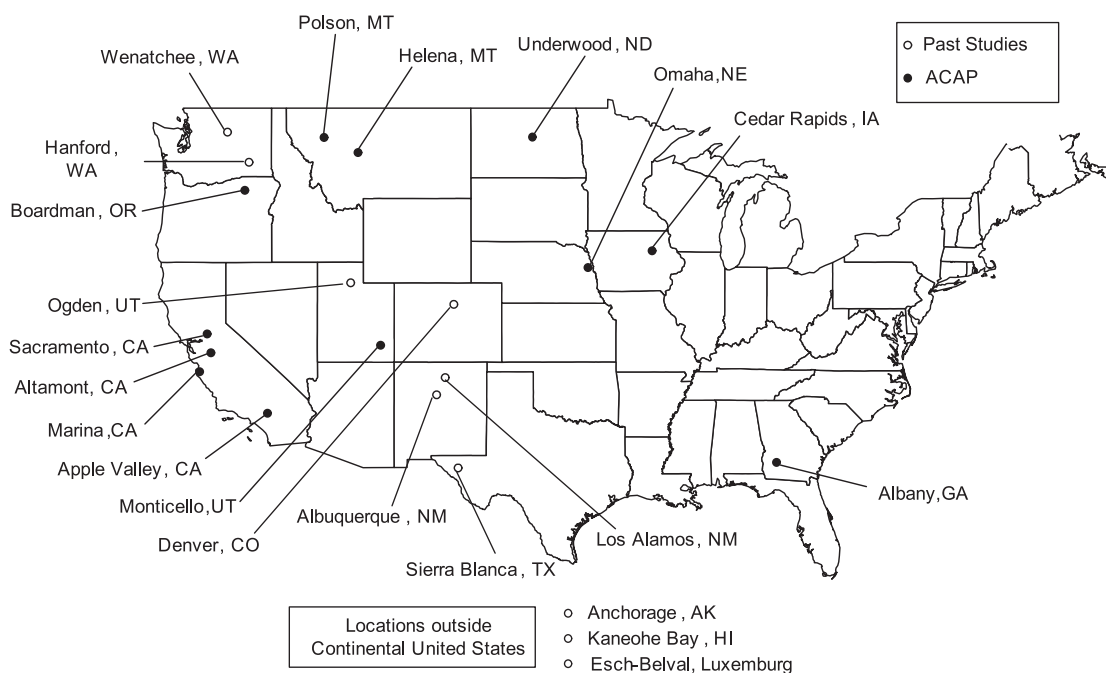 Polson, MT
Wenatchee , WA
Helena, MT
Underwood, ND
Omaha,NE
Past Studies
ACAP
Cedar Rapids , IA
Hanford ,
WA
Boardman , OR
Ogden, UT
Sacramento , CA
Altamont, CA
Marina,CA
Apple Valley, CA
Monticello,UT
Denver, CO
Albuquerque , NM
Sierra Blanca , TX
Los Alamos, NM
Albany,GA
Locations outside
Continental United States
Anchorage , AK
Kaneohe Bay , HI
Esch-Belval, Luxemburg